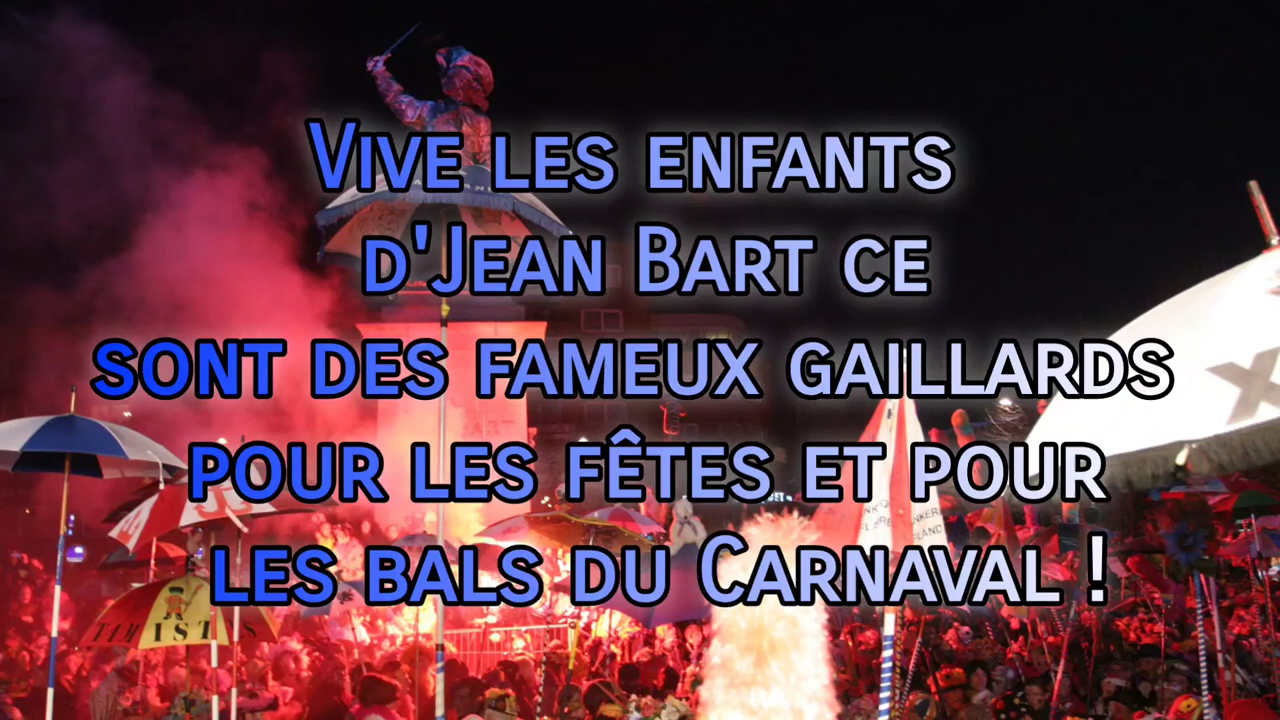 Vive les enfants
d'Jean Bart ce
sont des fameux gaillards
pour les fêtes et pour
les bals du Carnaval !